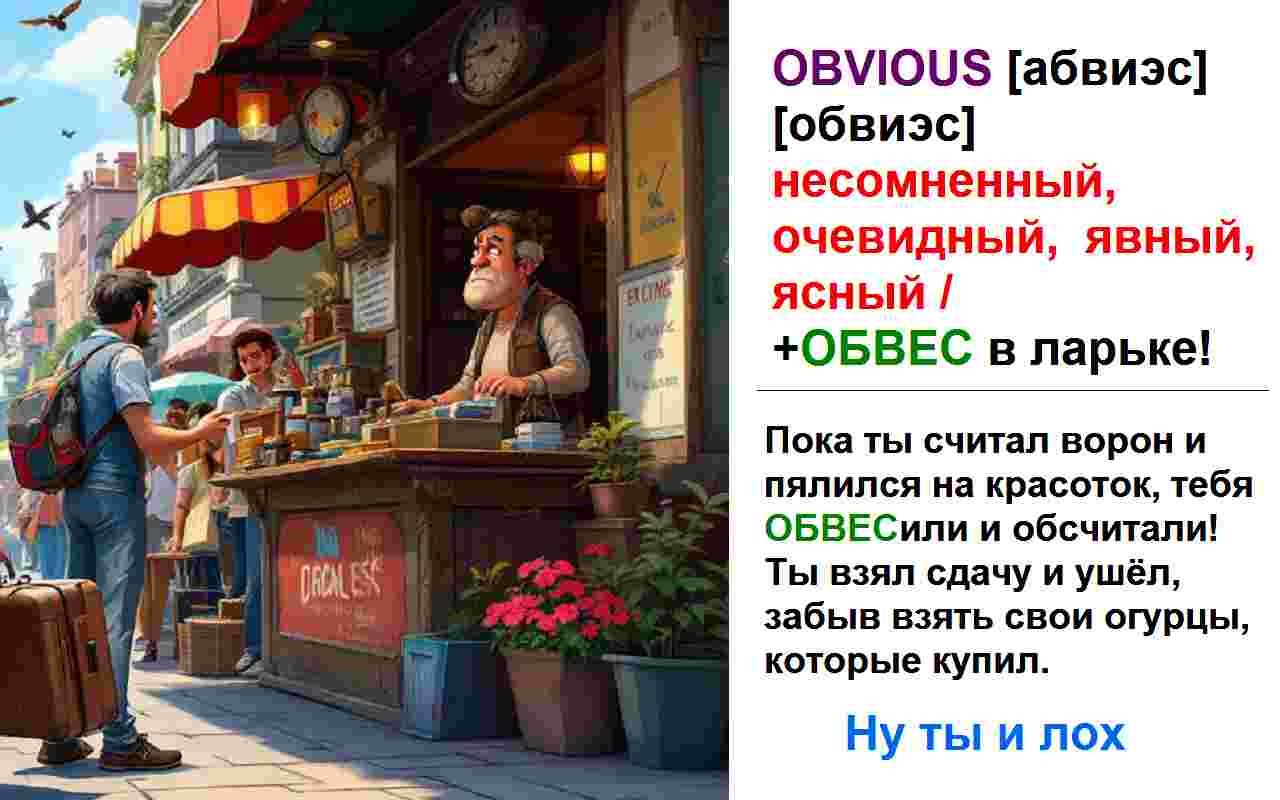 OBVIOUS [абвиэс]
[обвиэс]
несомненный,
очевидный, явный,
ясный /
+ОБВЕС в ларьке!
Пока ты считал ворон и
пялился на красоток, тебя
ОБВЕСили и обсчитали!
Ты взял сдачу и ушёл,
забыв взять свои огурцы,
которые купил.
Ну ты и лох